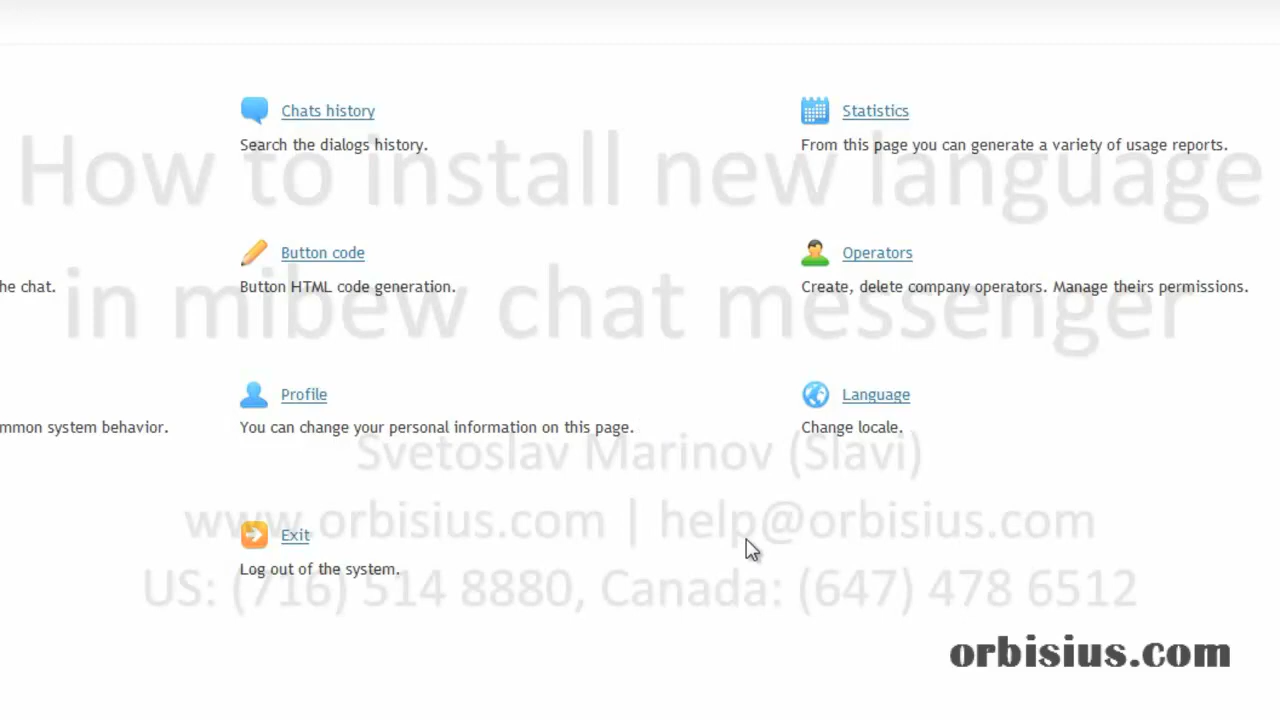 Chats history
Statistics
Search the dialogs history.
From this page you can generate a variety of usage reports.
How to install new language
Button code
Operators
he chat.
Button HTML code generation.
Create, delete company operators. Manage theirs permissions.
in mibew chat messenger
Profile
Language
mmon system behavior.
You can change your personal information on this page.
Change locale.
Svetoslav Marinov (Slavi)
www.orbisius.com | help@orbisius.com
Exit
Log out of the system.
US: (716) 514 8880, Canada: (647) 478 6512
orbisius.com